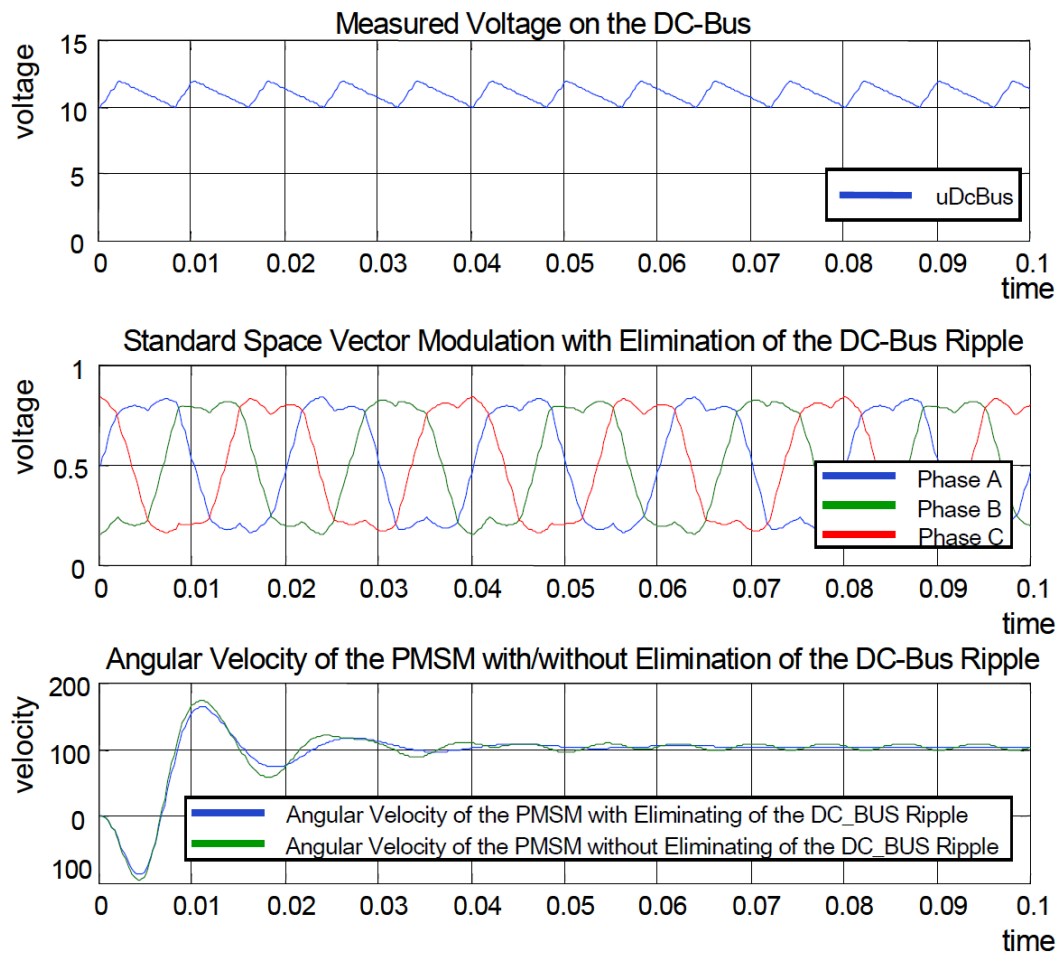 Measured Voltage on the DC-Bus
voltage
15
10
5
0
uDcBus
0 0.01 0.02 0.03 0.04 0.05 0.06 0.07 0.08 0.09 0.1
time
Standard Space Vector Modulation with Elimination of the DC-Bus Ripple
voltage
1
0.5
0
Phase A
Phase B
Phase C
0 0.01 0.02 0.03 0.04 0.05 0.06 0.07 0.08 0.09 0.1
time
Angular Velocity of the PMSM with/without Elimination of the DC-Bus Ripple
velocity
200
100
0
100
Angular Velocity of the PMSM with Eliminating of the DC_BUS Ripple
Angular Velocity of the PMSM without Eliminating of the DC_BUS Ripple
0 0.01 0.02 0.03 0.04 0.05 0.06 0.07 0.08 0.09 0.1
time